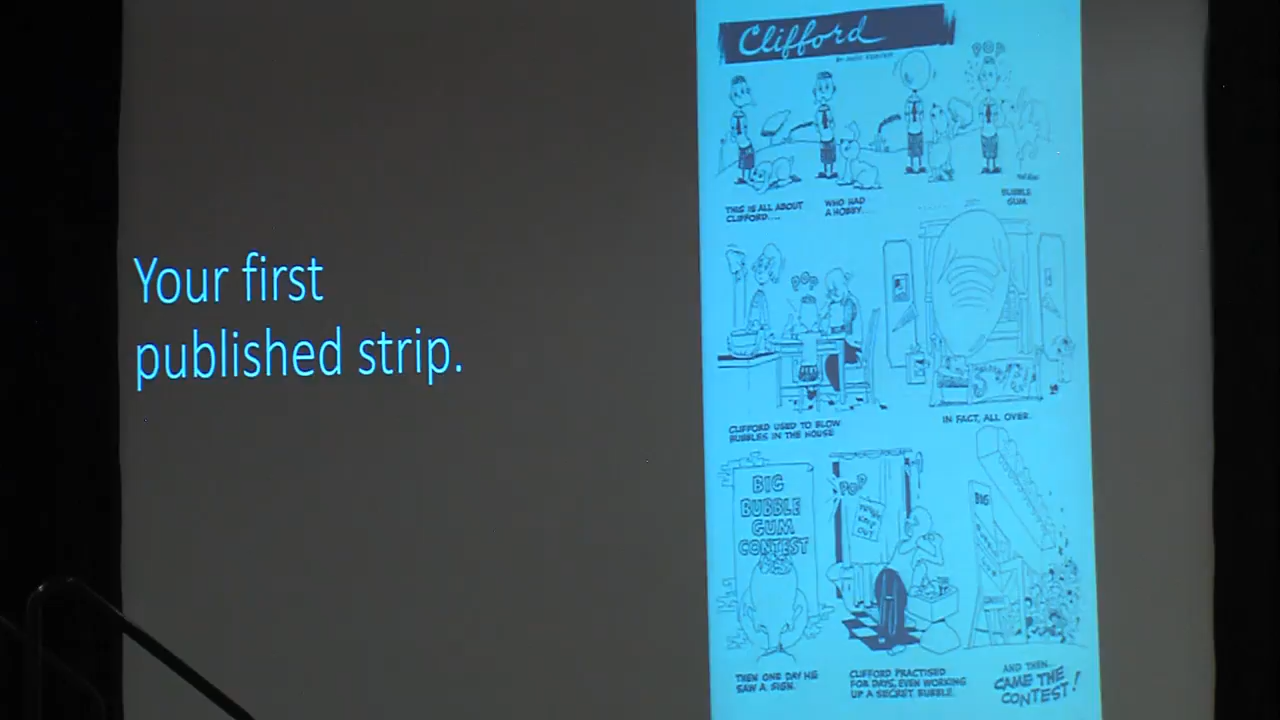 Your first
published strip.
Clifford
POP
THIS IS ALL ABOUT
CLIFFORD....
WHO HAD
A HOBBY....
BUBBLE
GUM
POP
CLIFFORD USED TO BLOW
BUBBLES IN THE HOUSE
IN FACT, ALL OVER.
BIG
BUBBLE
GUM
CONTEST
POP
BIG
THEN ONE DAY HE
SAW A SIGN.
CLIFFORD PRACTISED
FOR DAYS, EVEN WORKING
UP A SECRET BUBBLE.
AND THEN...
CAME THE
CONTEST!